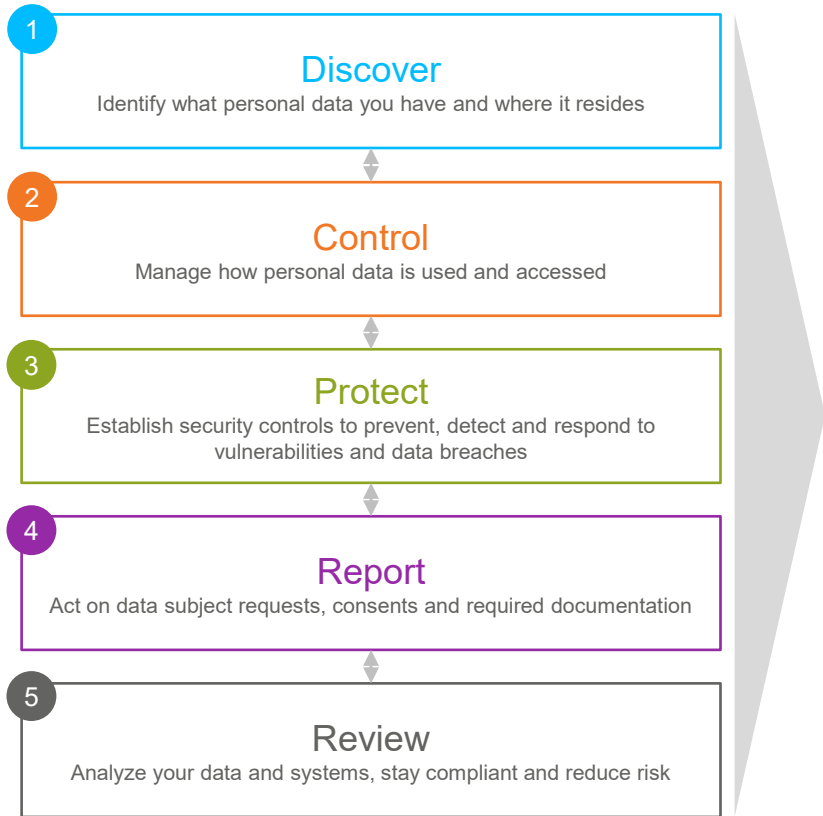 1
Discover
Identify what personal data you have and where it resides
2
Control
Manage how personal data is used and accessed
3
Protect
Establish security controls to prevent, detect and respond to
vulnerabilities and data breaches
4
Report
Act on data subject requests, consents and required documentation
5
Review
Analyze your data and systems, stay compliant and reduce risk